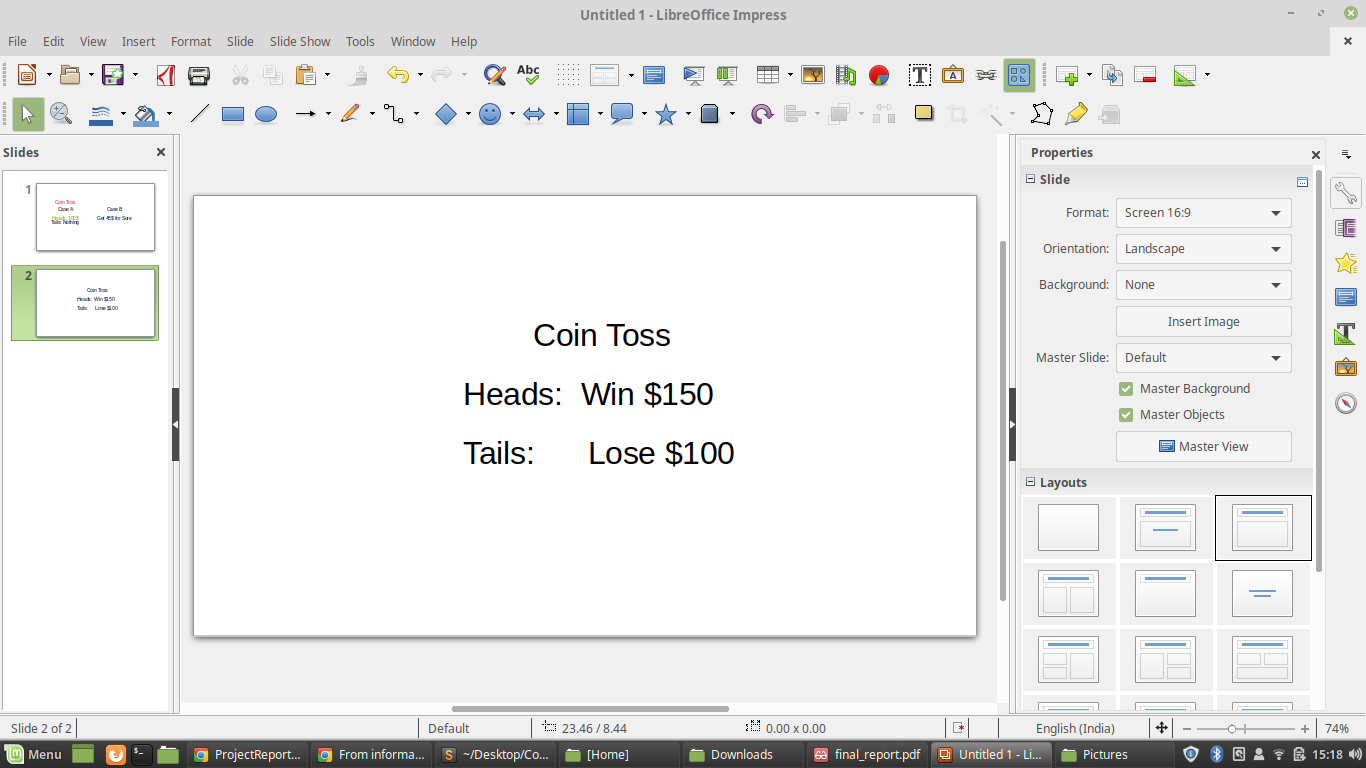 Untitled 1 - LibreOffice Impress
File Edit View Insert Format Slide Slide Show Tools Window Help
Abc
Slides
1
Coin Toss
Case A Case B
Heads: 100$ Get 45$ for Sure
Tails: Nothing
2
Coin Toss
Heads: Win $150
Tails: Lose $100
Coin Toss
Heads: Win $150
Tails: Lose $100
Properties
Slide
Format: Screen 16:9
Orientation: Landscape
Background: None
Insert Image
Master Slide: Default
Master Background
Master Objects
Master View
Layouts
Slide 2 of 2 Default 23.46 / 8.44 0.00 x 0.00 English (India) 74%
Menu ProjectReport... From informa... ~/Desktop/Co... [Home] Downloads final_report.pdf Untitled 1 - Li... Pictures 15:18